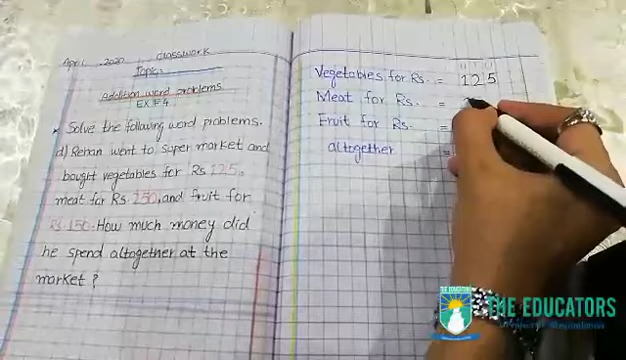 April, 2020 classwork
Topic:
Addition word problems
EX # 4
* Solve the following word problems.
d) Rehan went to super market and
bought vegetables for Rs 125,
meat for Rs. 250, and fruit for
Rs. 150. How much money did
he spend altogether at the
market?
Vegetables for Rs. = 125
Meat for Rs. =
Fruit for Rs. =
altogether =
THE EDUCATORS